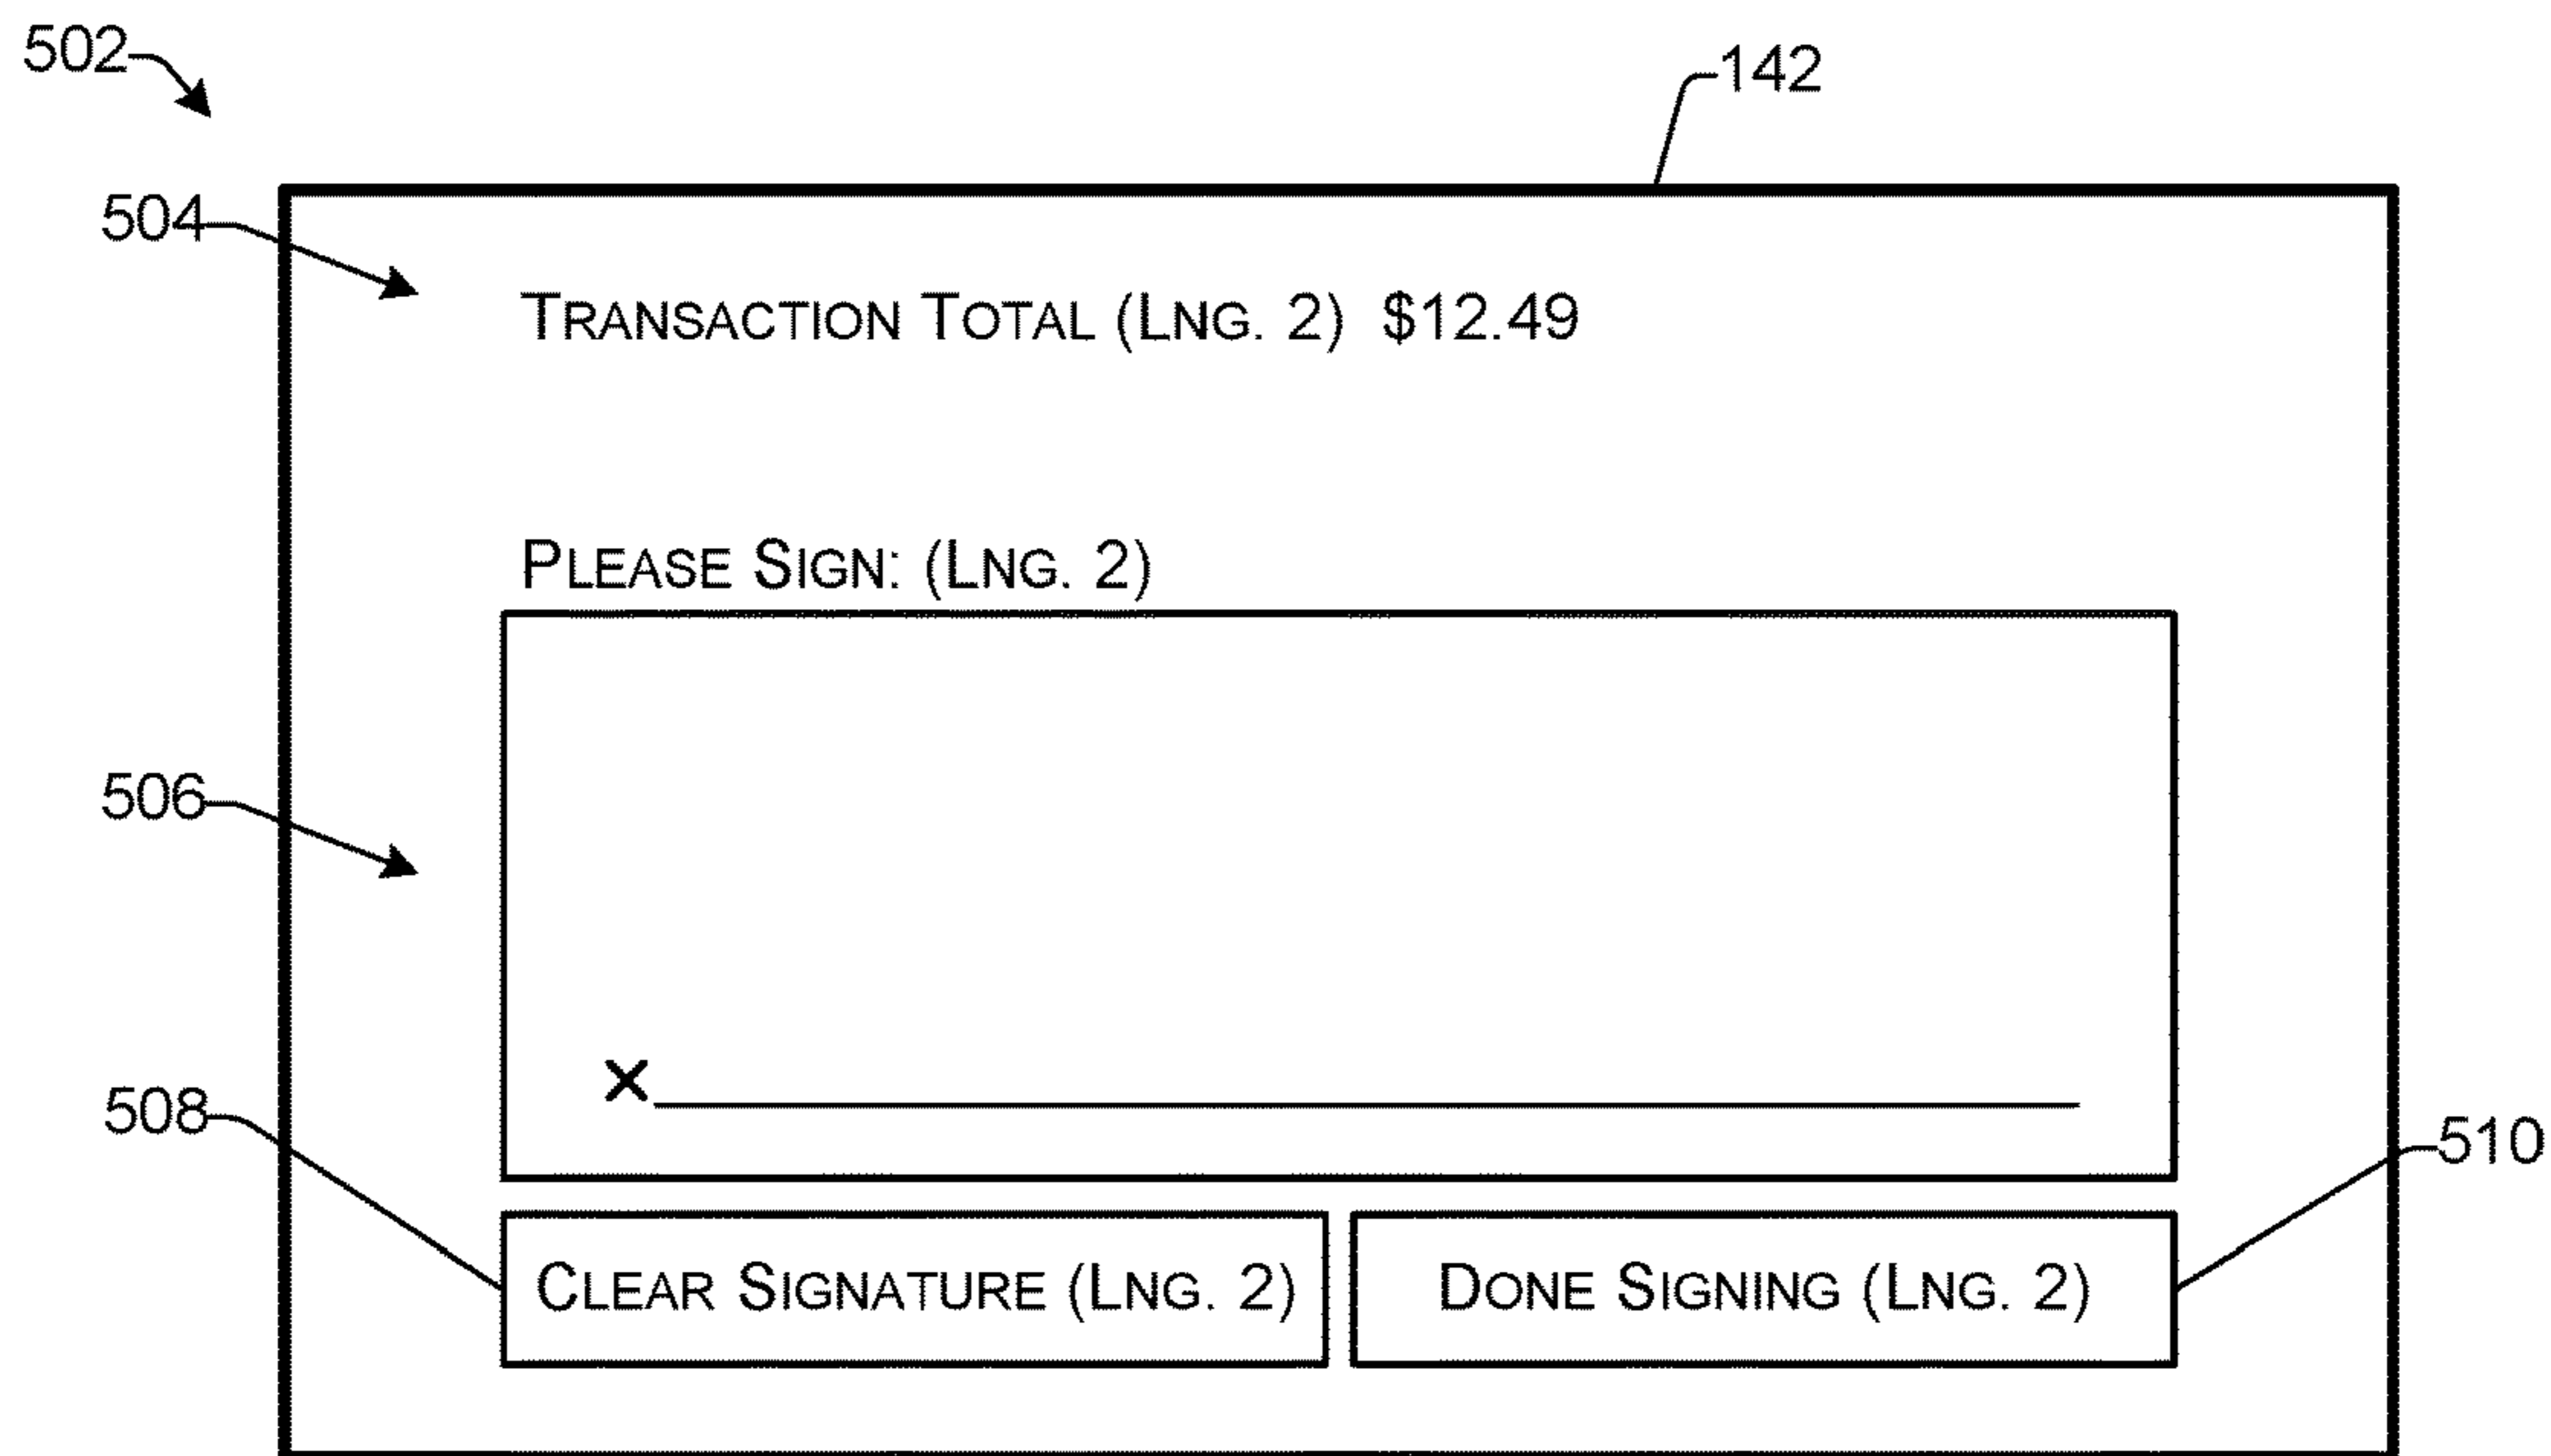 502
142
504
TRANSACTION TOTAL (LNG. 2) $12.49
PLEASE SIGN: (LNG. 2)
506
X
508
510
CLEAR SIGNATURE (LNG. 2)
DONE SIGNING (LNG. 2)